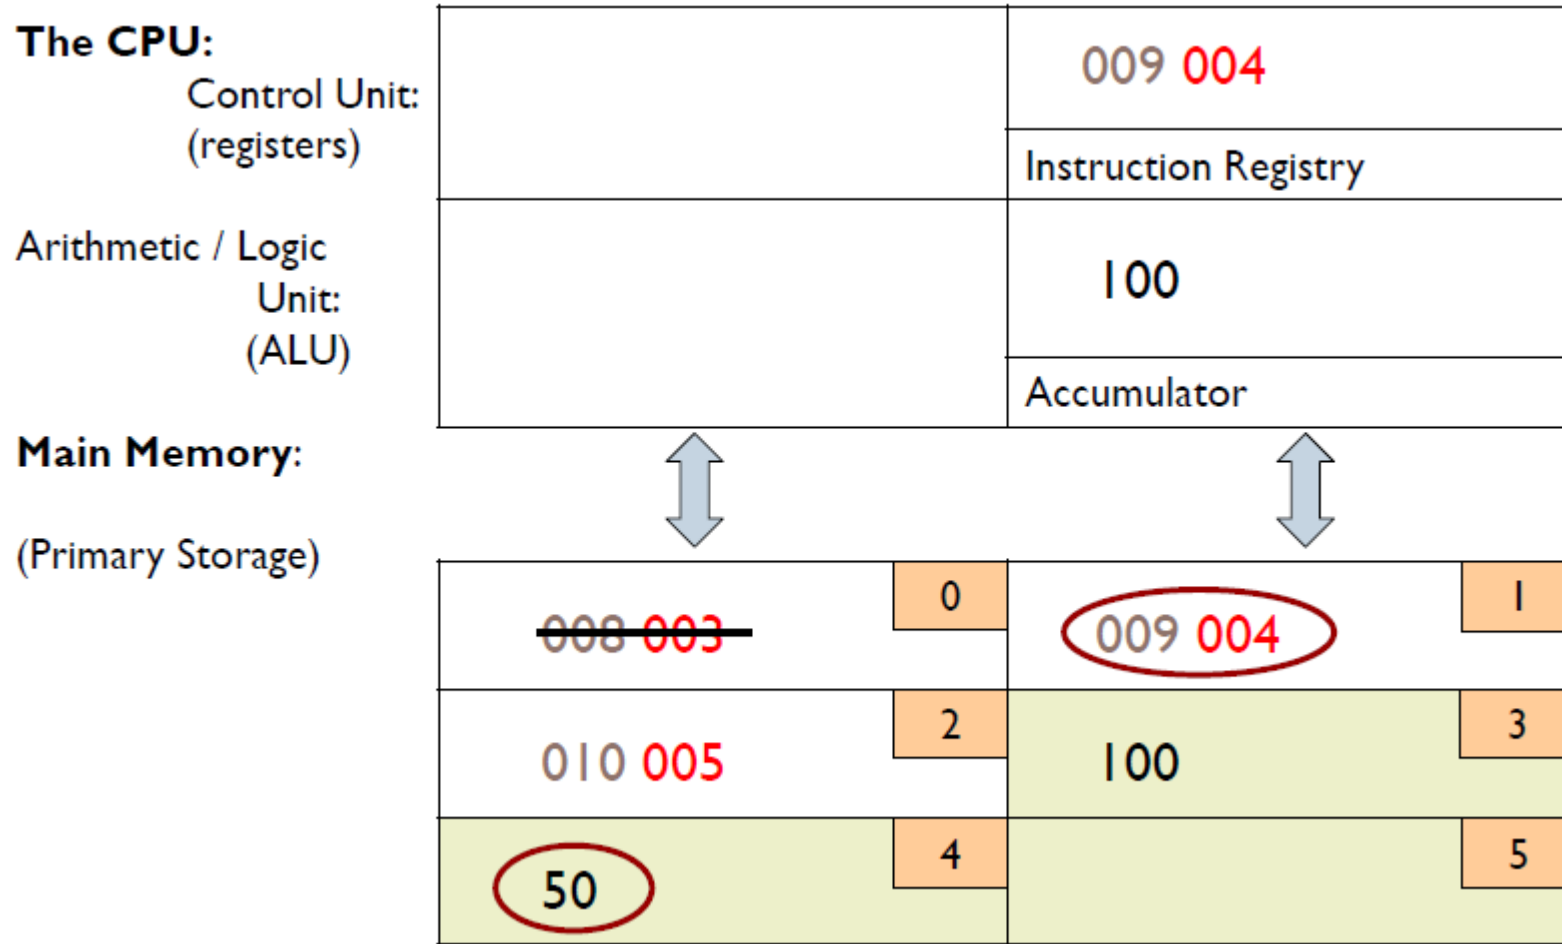 The CPU:
Control Unit:
(registers)
009 004
Instruction Registry
Arithmetic / Logic
Unit:
(ALU)
100
Accumulator
Main Memory:
(Primary Storage)
008 003
0
009 004
1
010 005
2
100
3
50
4
5